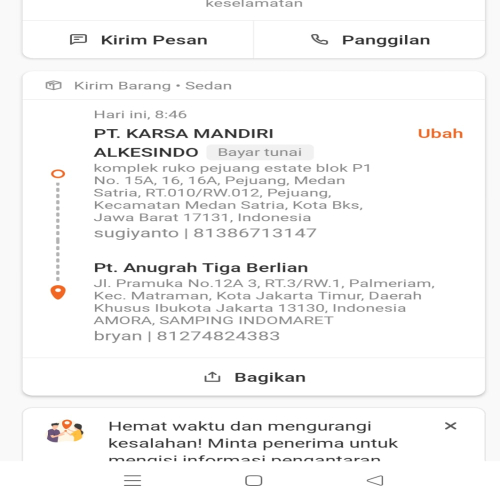 keselamatan
Kirim Pesan
Panggilan
Kirim Barang • Sedan
Hari ini, 8:46
PT. KARSA MANDIRI
Ubah
ALKESINDO Bayar tunai
komplek ruko pejuang estate blok P1
No. 15A, 16, 16A, Pejuang, Medan
Satria, RT.010/RW.012, Pejuang,
Kecamatan Medan Satria, Kota Bks,
Jawa Barat 17131, Indonesia
sugiyanto | 81386713147
Pt. Anugrah Tiga Berlian
Jl. Pramuka No.12A 3, RT.3/RW.1, Palmeriam,
Kec. Matraman, Kota Jakarta Timur, Daerah
Khusus Ibukota Jakarta 13130, Indonesia
AMORA, SAMPING INDOMARET
bryan | 81274824383
Bagikan
Hemat waktu dan mengurangi
kesalahan! Minta penerima untuk
mengisi informasi pengantaran